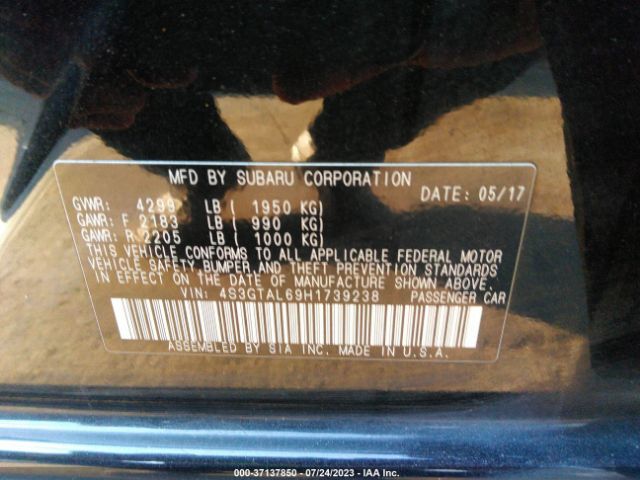 MFD BY SUBARU CORPORATION
DATE: 05/17
GVWR: 4299 LB ( 1950 KG)
GAWR: F 2183 LB ( 990 KG)
GAWR: R 2205 LB ( 1000 KG)
THIS VEHICLE CONFORMS TO ALL APPLICABLE FEDERAL MOTOR
VEHICLE SAFETY, BUMPER, AND THEFT PREVENTION STANDARDS
IN EFFECT ON THE DATE OF MANUFACTURE SHOWN ABOVE.
VIN: 4S3GTAL69H1739238 PASSENGER CAR
ASSEMBLED BY SIA INC. MADE IN U.S.A.
000-37137850 - 07/24/2023 - IAA Inc.